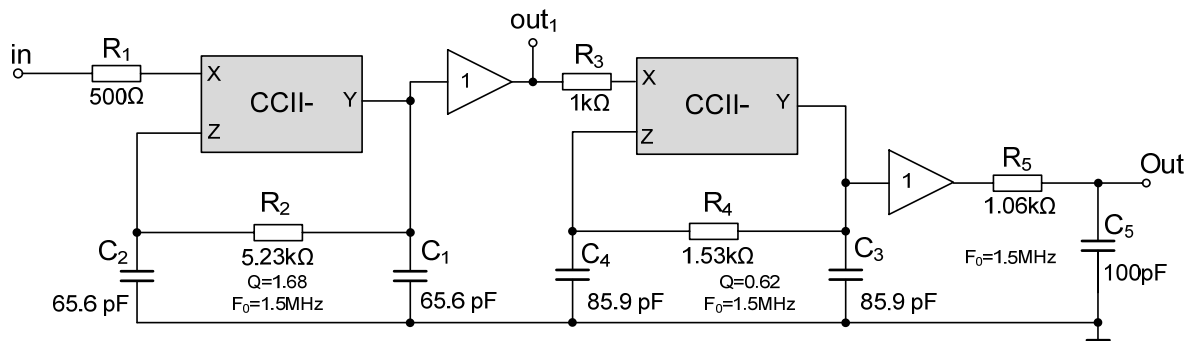 in
R1
500Ω
X
CCII-
Y
Z
1
out1
R3
1kΩ
X
CCII-
Y
Z
1
R5
1.06kΩ
Out
C2
65.6 pF
R2
5.23kΩ
Q=1.68
F0=1.5MHz
C1
65.6 pF
C4
85.9 pF
R4
1.53kΩ
Q=0.62
F0=1.5MHz
C3
85.9 pF
F0=1.5MHz
C5
100pF